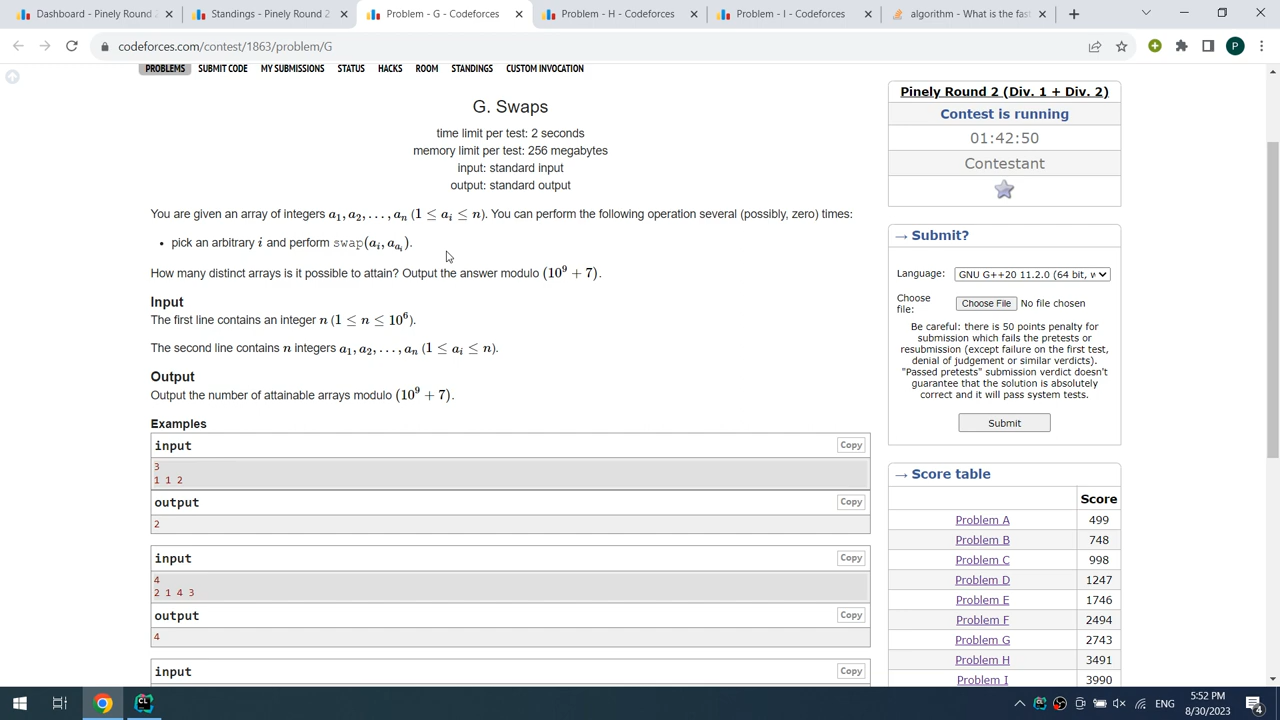 Dashboard - Pinely Round 2
Standings - Pinely Round 2
Problem - G - Codeforces
Problem - H - Codeforces
Problem - I - Codeforces
algorithm - What is the fas
codeforces.com/contest/1863/problem/G
P
PROBLEMS SUBMIT CODE MY SUBMISSIONS STATUS HACKS ROOM STANDINGS CUSTOM INVOCATION
G. Swaps
time limit per test: 2 seconds
memory limit per test: 256 megabytes
input: standard input
output: standard output
You are given an array of integers a₁, a₂, . . . , aₙ (1 ≤ aᵢ ≤ n). You can perform the following operation several (possibly, zero) times:
• pick an arbitrary i and perform swap(aᵢ, a_{aᵢ}).
How many distinct arrays is it possible to attain? Output the answer modulo (10⁹ + 7).
Input
The first line contains an integer n (1 ≤ n ≤ 10⁶).
The second line contains n integers a₁, a₂, . . . , aₙ (1 ≤ aᵢ ≤ n).
Output
Output the number of attainable arrays modulo (10⁹ + 7).
Examples
input
Copy
3
1 1 2
output
Copy
2
input
Copy
4
2 1 4 3
output
Copy
4
input
Copy
Pinely Round 2 (Div. 1 + Div. 2)
Contest is running
01:42:50
Contestant
→ Submit?
Language: GNU G++20 11.2.0 (64 bit, w
Choose file: Choose File No file chosen
Be careful: there is 50 points penalty for
submission which fails the pretests or
resubmission (except failure on the first test,
denial of judgement or similar verdicts).
"Passed pretests" submission verdict doesn't
guarantee that the solution is absolutely
correct and it will pass system tests.
Submit
→ Score table
Score
Problem A 499
Problem B 748
Problem C 998
Problem D 1247
Problem E 1746
Problem F 2494
Problem G 2743
Problem H 3491
Problem I 3990
CL
CL
ENG
5:52 PM
8/30/2023
4